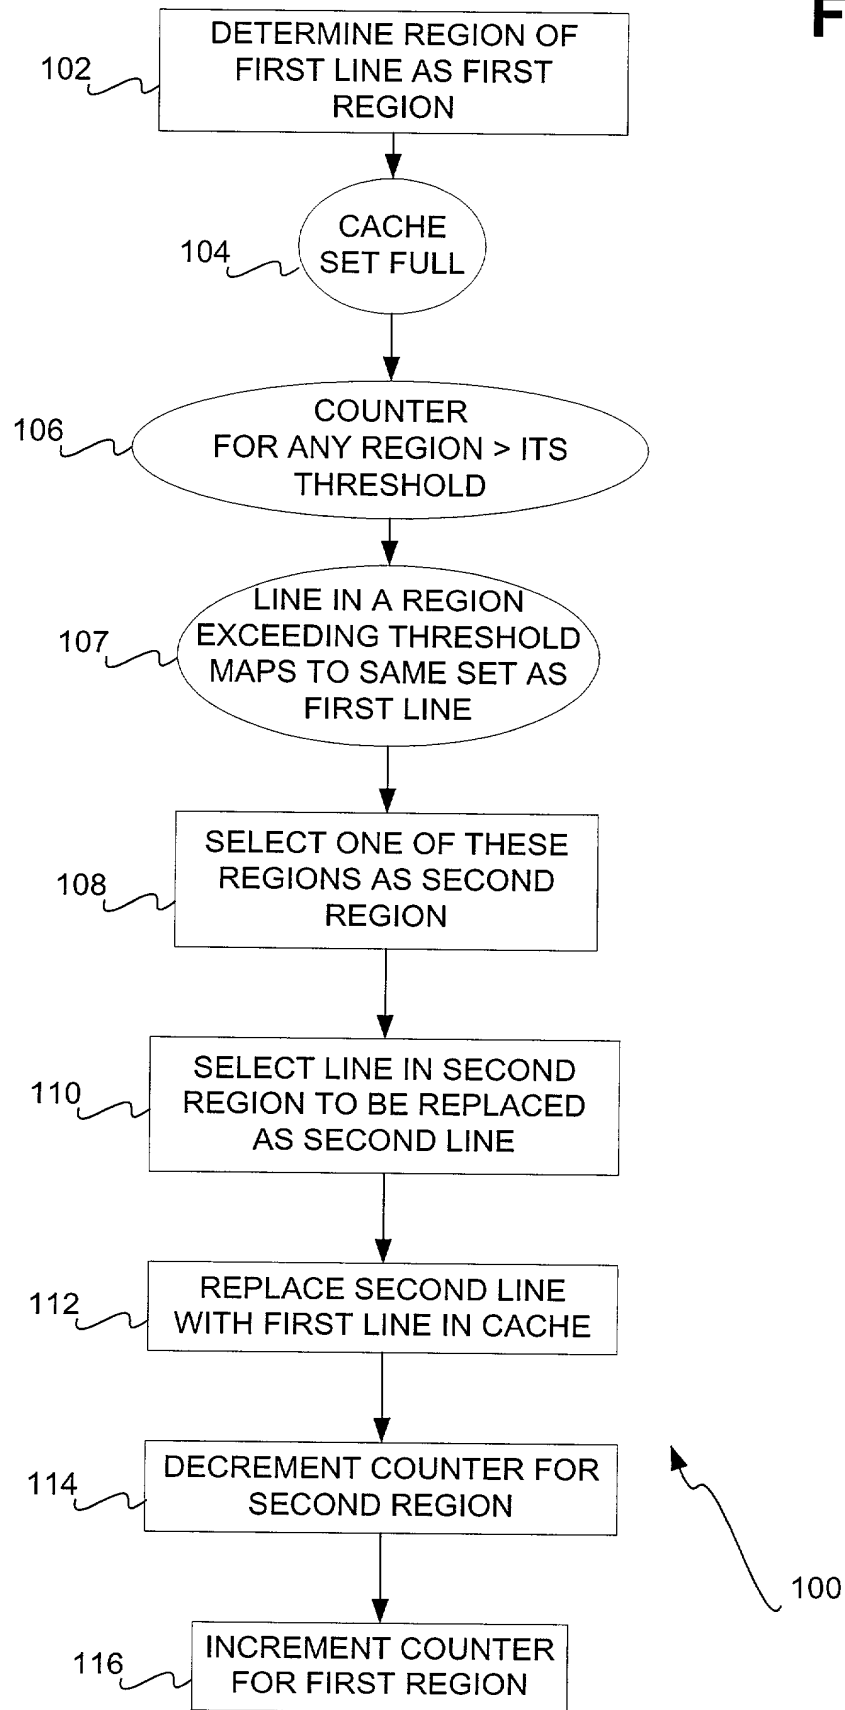 F
DETERMINE REGION OF
FIRST LINE AS FIRST
REGION
102
CACHE
SET FULL
104
COUNTER
FOR ANY REGION > ITS
THRESHOLD
106
LINE IN A REGION
EXCEEDING THRESHOLD
MAPS TO SAME SET AS
FIRST LINE
107
SELECT ONE OF THESE
REGIONS AS SECOND
REGION
108
SELECT LINE IN SECOND
REGION TO BE REPLACED
AS SECOND LINE
110
REPLACE SECOND LINE
WITH FIRST LINE IN CACHE
112
DECREMENT COUNTER FOR
SECOND REGION
114
100
INCREMENT COUNTER
FOR FIRST REGION
116